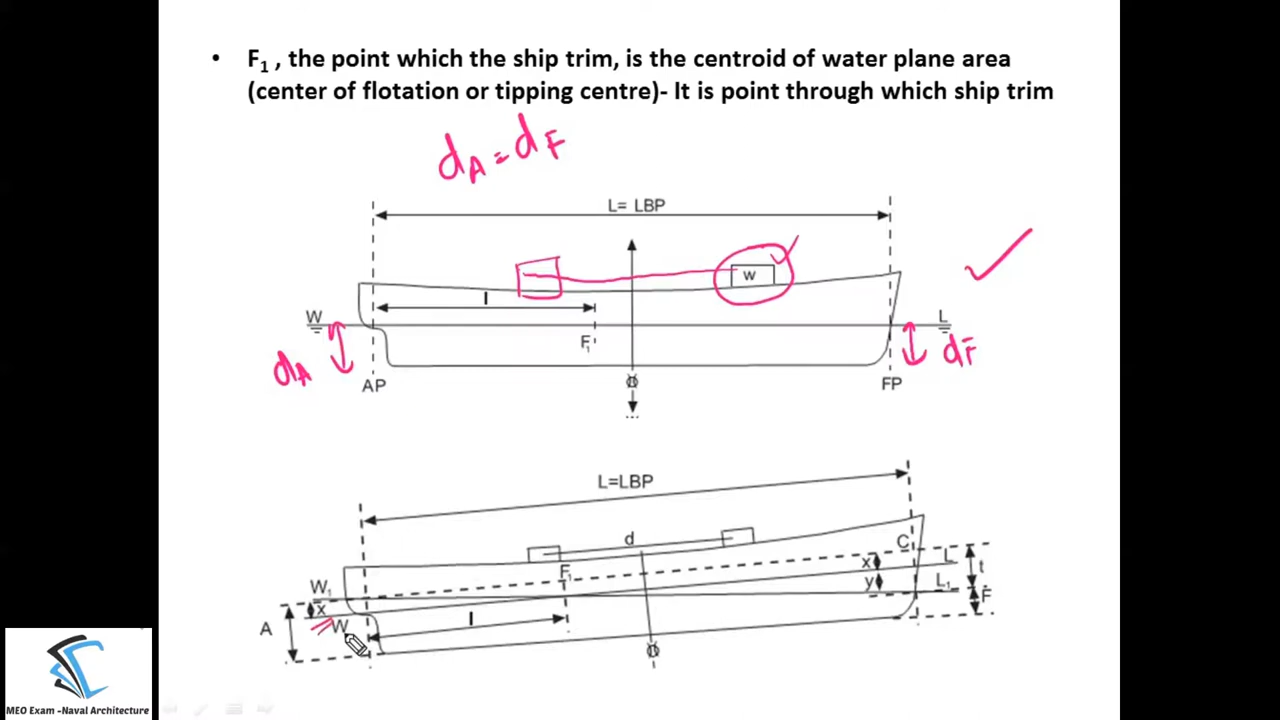 • F₁ , the point which the ship trim, is the centroid of water plane area
(center of flotation or tipping centre)- It is point through which ship trim
dA = dF
L= LBP
w
l
W
L
F₁
dA
dF
AP
FP
L=LBP
d
C
F₁
x
L
t
W₁
y
L₁
F
x
A
W
l
MEO Exam -Naval Architecture